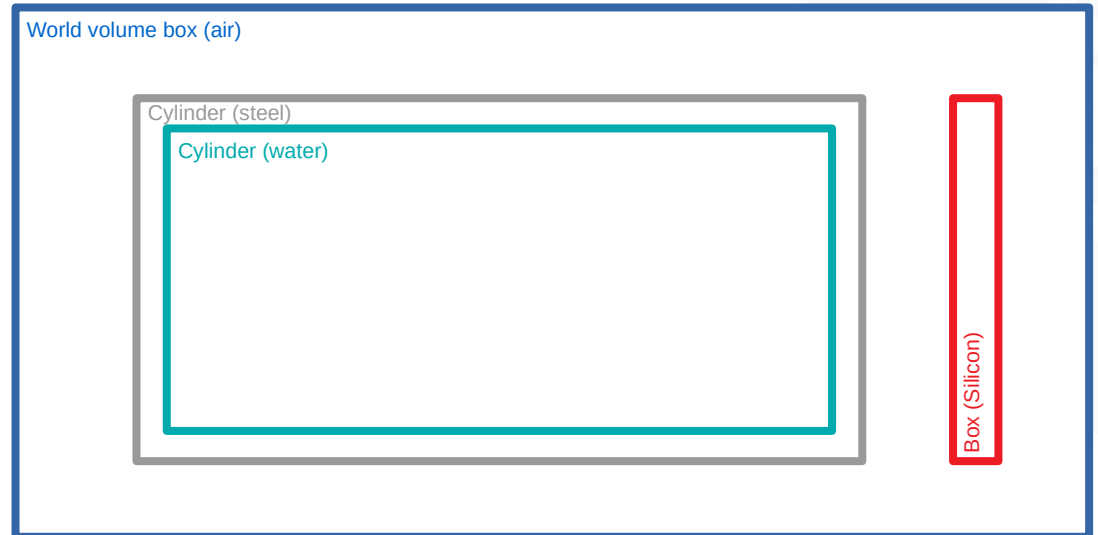 World volume box (air)
Cylinder (steel)
Cylinder (water)
Box (Silicon)